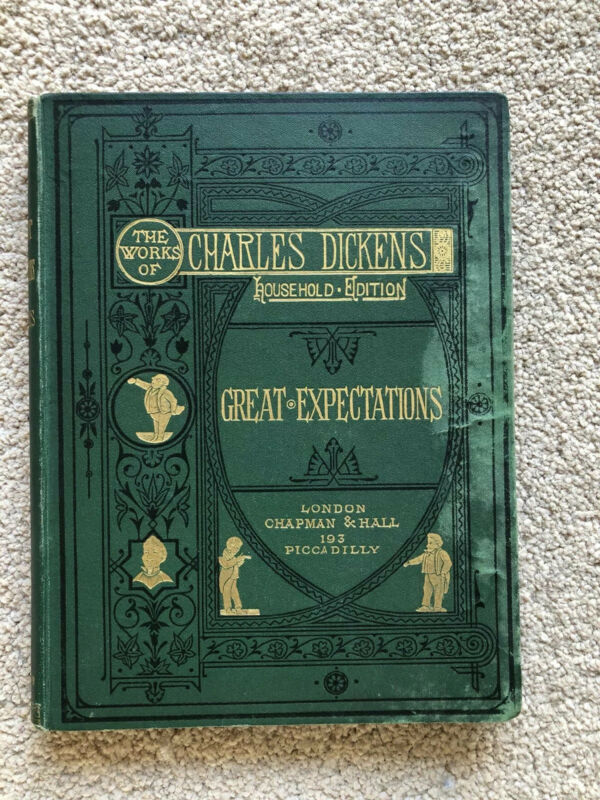 THE
WORKS
OF
CHARLES DICKENS
HOUSEHOLD · EDITION
GREAT · EXPECTATIONS
LONDON
CHAPMAN & HALL
193
PICCADILLY